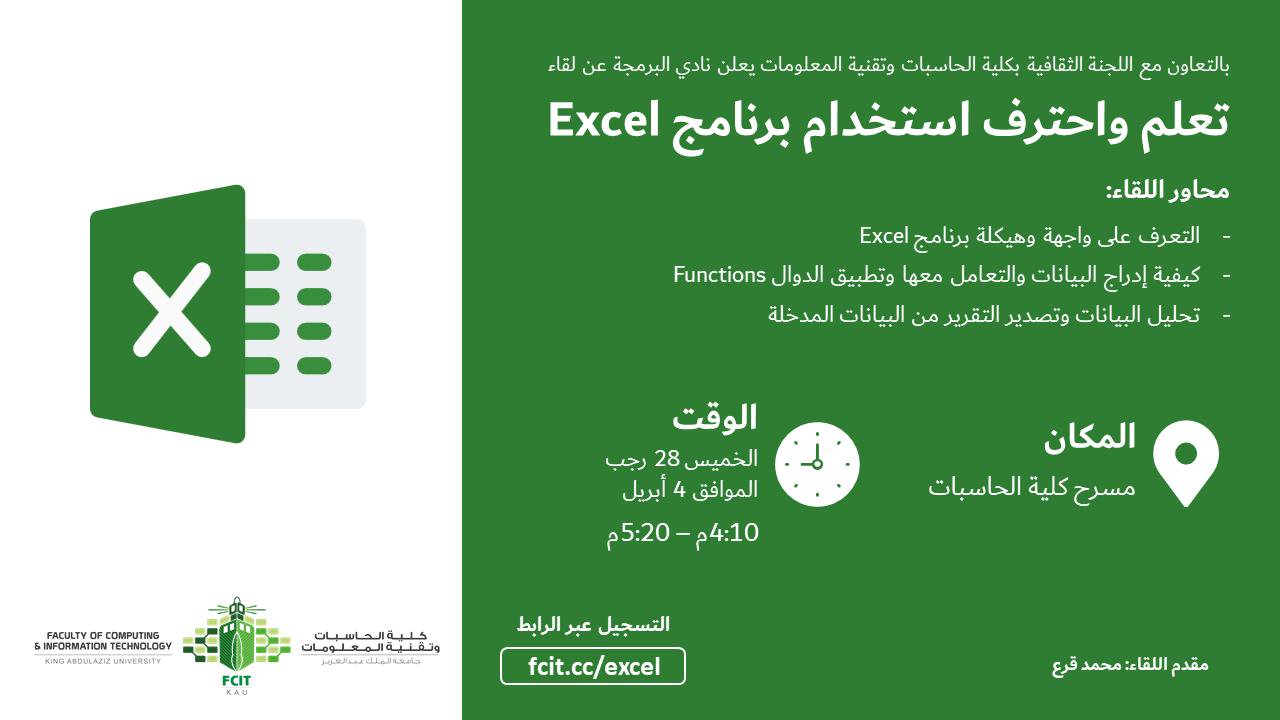 بالتعاون مع اللجنة الثقافية بكلية الحاسبات وتقنية المعلومات يعلن نادي البرمجة عن لقاء
تعلم واحترف استخدام برنامج Excel
محاور اللقاء:
- التعرف على واجهة وهيكلة برنامج Excel
- كيفية إدراج البيانات والتعامل معها وتطبيق الدوال Functions
- تحليل البيانات وتصدير التقرير من البيانات المدخلة
المكان
مسرح كلية الحاسبات
الوقت
الخميس 28 رجب
الموافق 4 أبريل
4:10م – 5:20م
التسجيل عبر الرابط
fcit.cc/excel
مقدم اللقاء: محمد قرع
X
كلية الحاسبات
وتقنية المعلومات
جامعة الملك عبدالعزيز
FCIT
KAU
FACULTY OF COMPUTING
& INFORMATION TECHNOLOGY
KING ABDULAZIZ UNIVERSITY